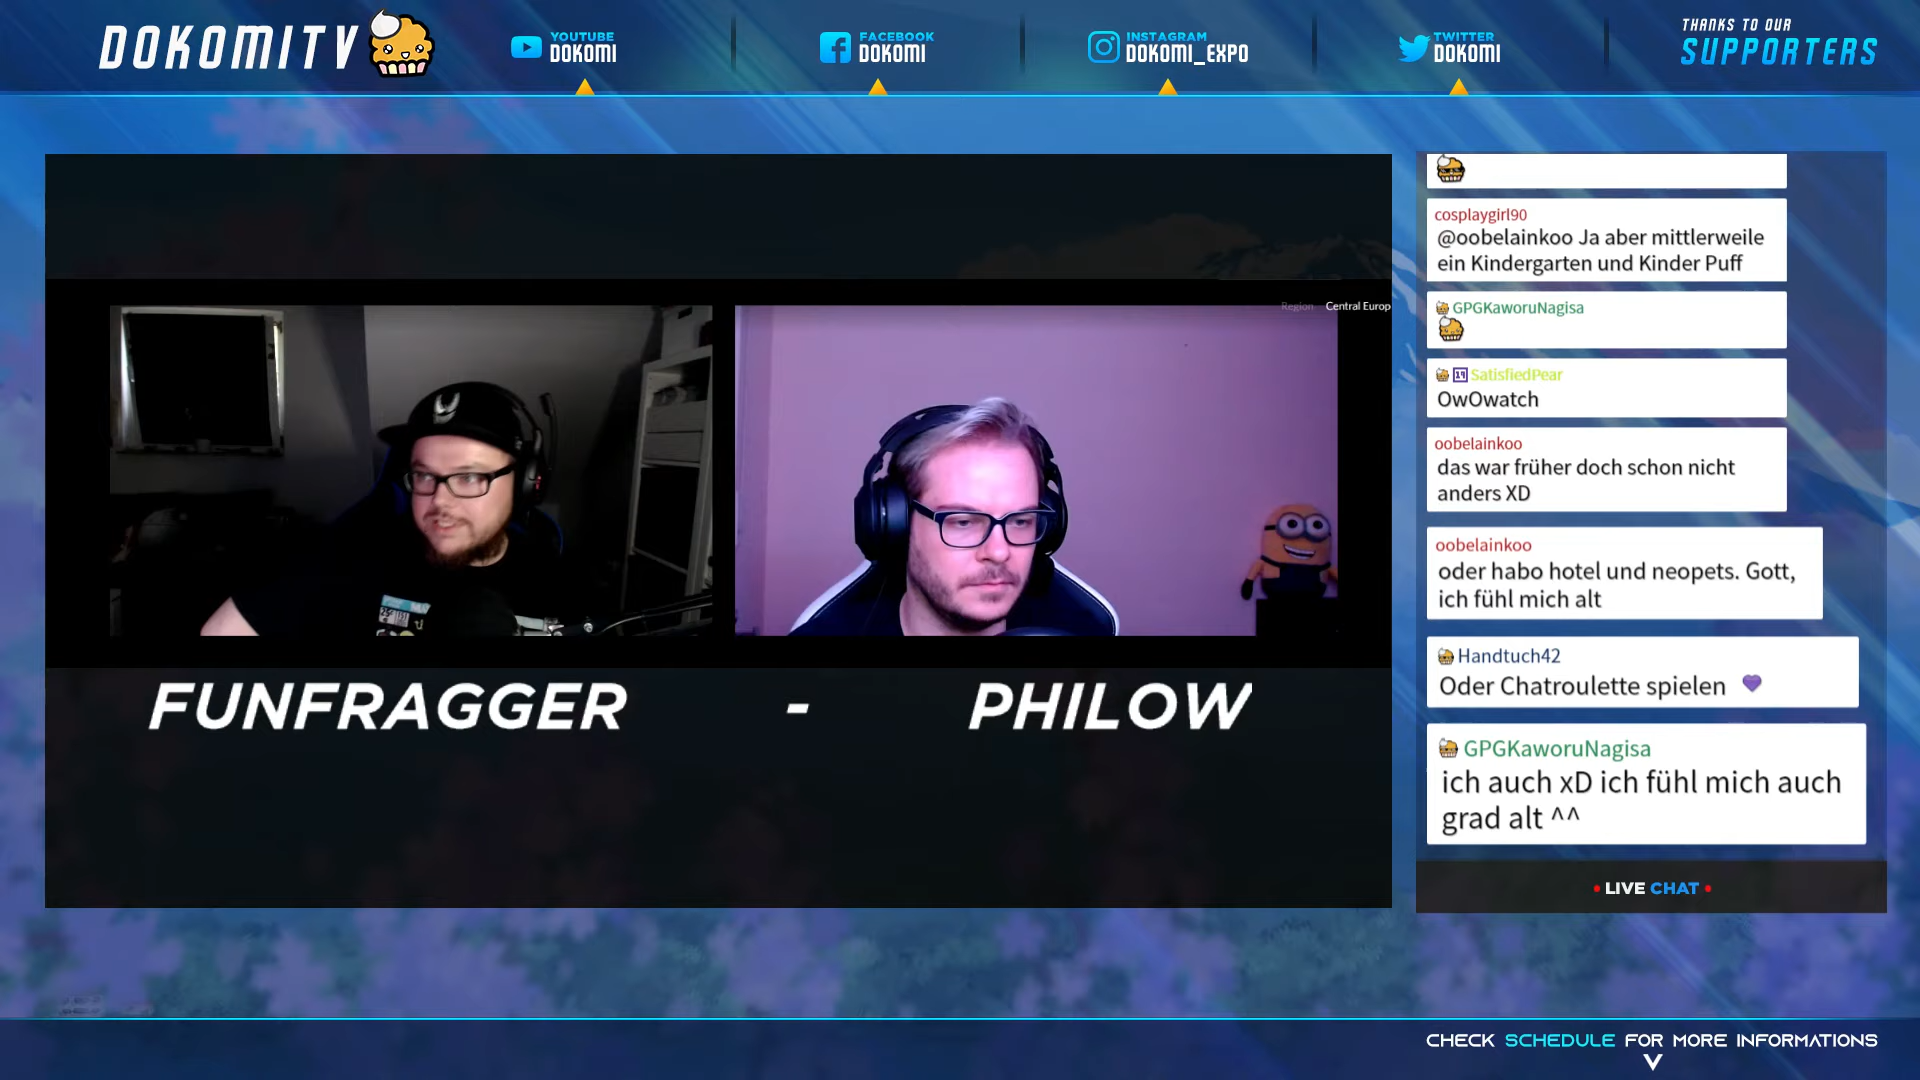 DOKOMITV
YOUTUBE
DOKOMI
FACEBOOK
DOKOMI
INSTAGRAM
DOKOMI_EXPO
TWITTER
DOKOMI
THANKS TO OUR
SUPPORTERS
Region Central Europ
FUNFRAGGER - PHILOW
cosplaygirl90
@oobelainkoo Ja aber mittlerweile
ein Kindergarten und Kinder Puff
GPGKaworuNagisa
SatisfiedPear
OwOwatch
oobelainkoo
das war früher doch schon nicht
anders XD
oobelainkoo
oder habo hotel und neopets. Gott,
ich fühl mich alt
Handtuch42
Oder Chatroulette spielen
GPGKaworuNagisa
ich auch xD ich fühl mich auch
grad alt ^^
LIVE CHAT
CHECK SCHEDULE FOR MORE INFORMATIONS